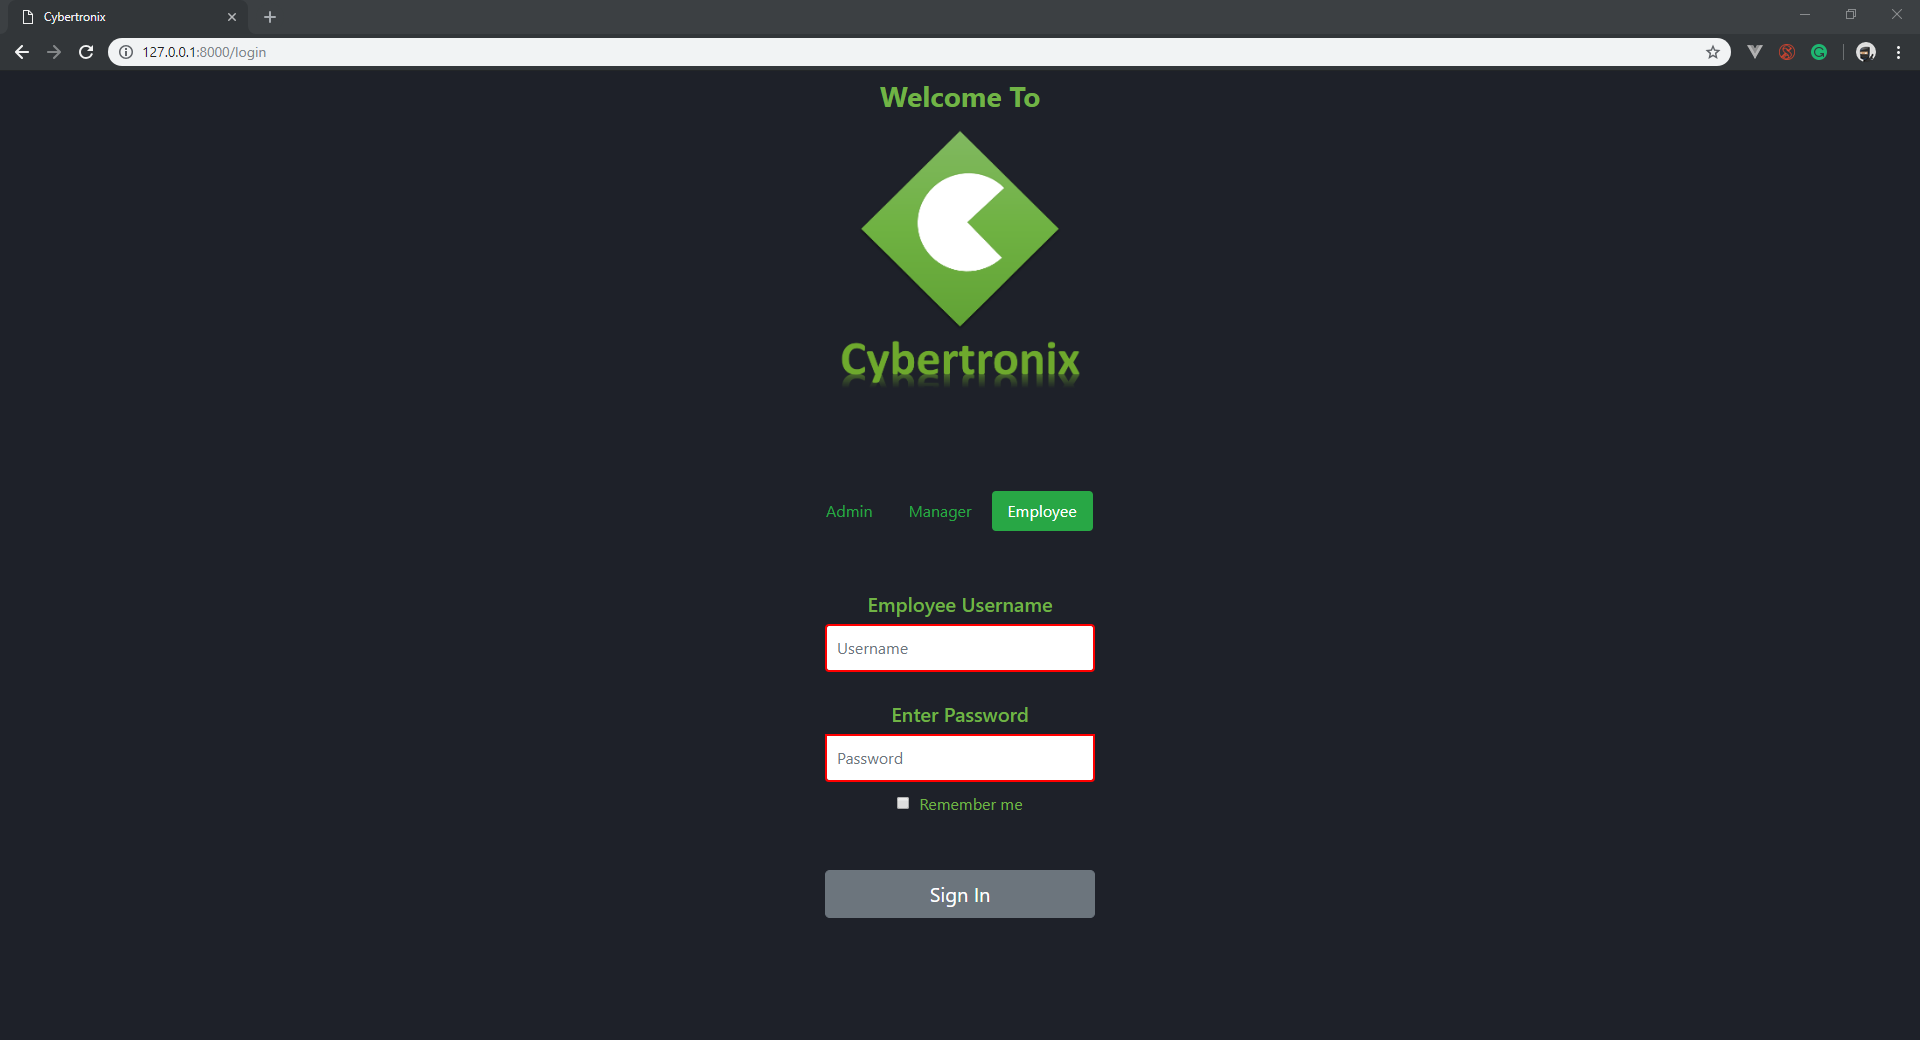 Cybertronix
127.0.0.1:8000/login
Welcome To
Cybertronix
Admin Manager Employee
Employee Username
Username
Enter Password
Password
Remember me
Sign In